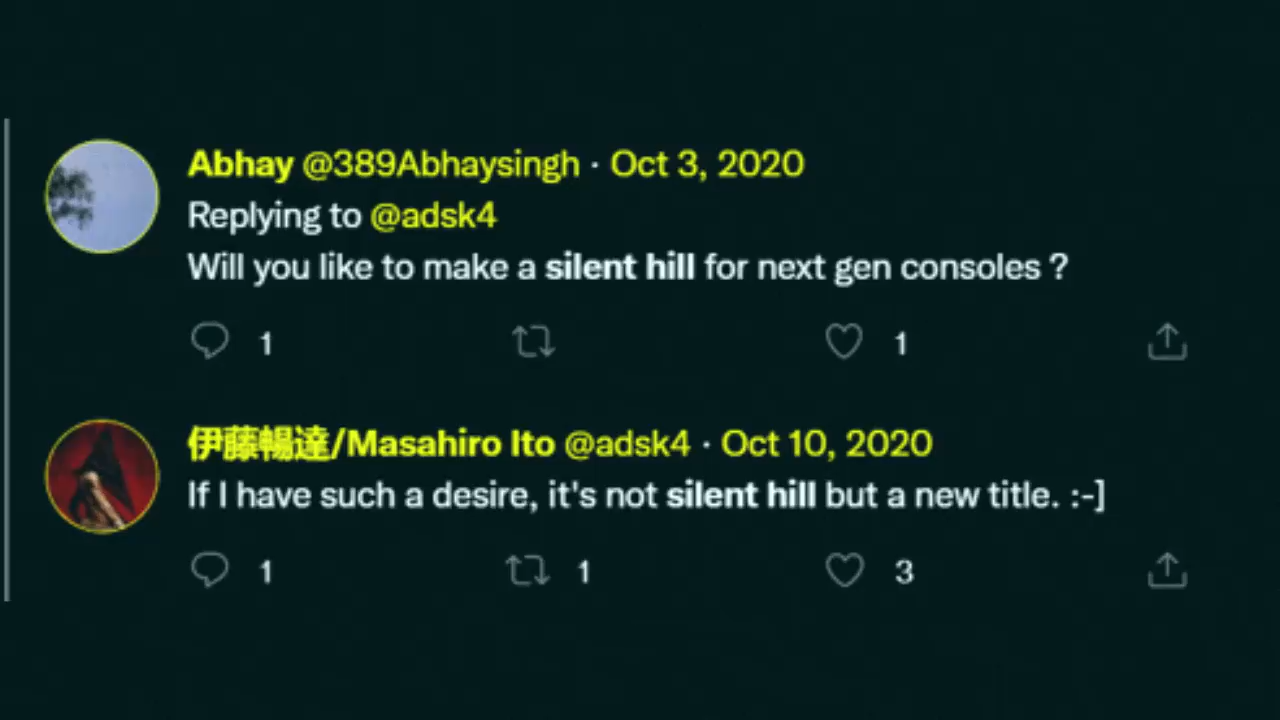 Abhay @389Abhaysingh · Oct 3, 2020
Replying to @adsk4
Will you like to make a silent hill for next gen consoles ?
1 1
伊藤暢達/Masahiro Ito @adsk4 · Oct 10, 2020
If I have such a desire, it's not silent hill but a new title. :-]
1 1 3